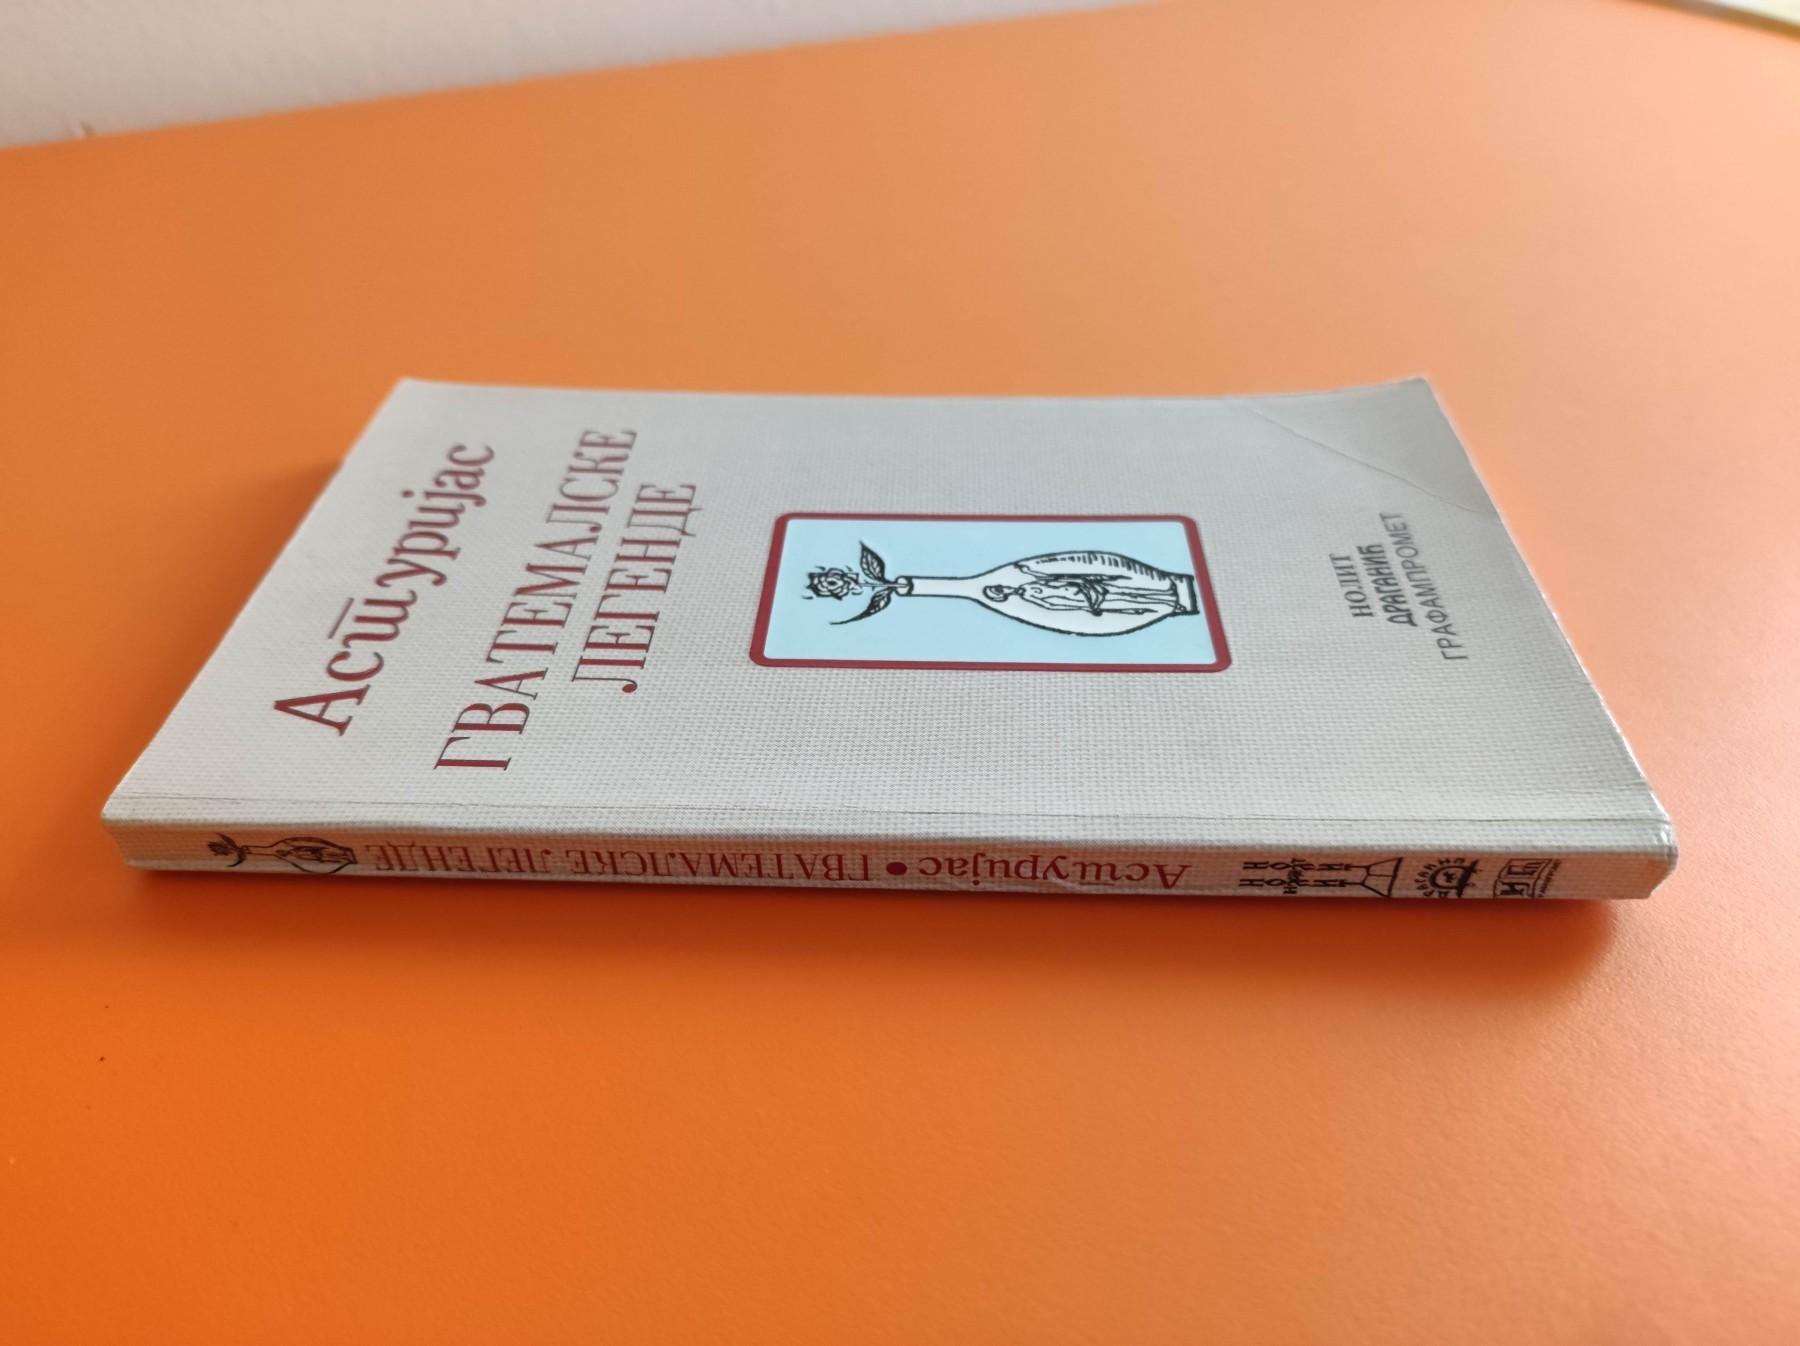 Астуријас
ГВАТЕМАЛСКЕ
ЛЕГЕНДЕ
НОЛИТ
ДРАГАНИЋ
ГРАФАМПРОМЕТ
Астуријас • ГВАТЕМАЛСКЕ ЛЕГЕНДЕ